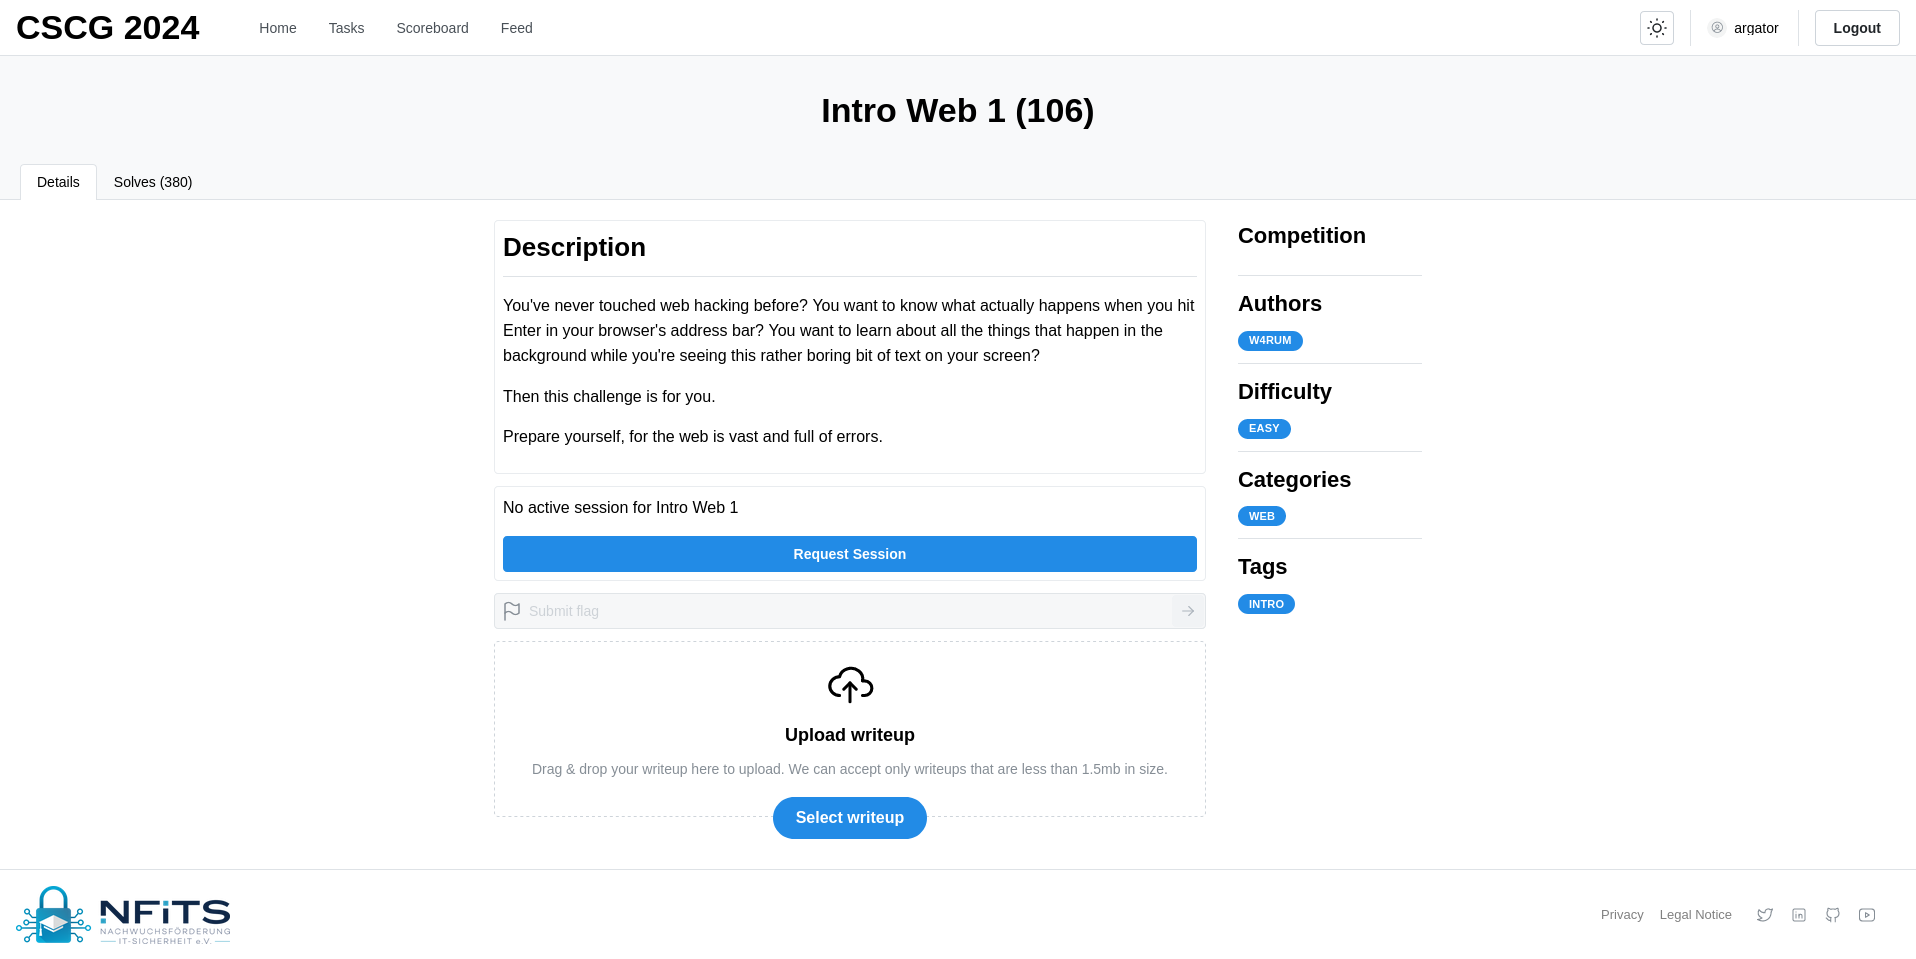 CSCG 2024
Home
Tasks
Scoreboard
Feed
argator
Logout
Intro Web 1 (106)
Details
Solves (380)
Description
You've never touched web hacking before? You want to know what actually happens when you hit
Enter in your browser's address bar? You want to learn about all the things that happen in the
background while you're seeing this rather boring bit of text on your screen?
Then this challenge is for you.
Prepare yourself, for the web is vast and full of errors.
No active session for Intro Web 1
Request Session
Submit flag
Upload writeup
Drag & drop your writeup here to upload. We can accept only writeups that are less than 1.5mb in size.
Select writeup
Competition
Authors
W4RUM
Difficulty
EASY
Categories
WEB
Tags
INTRO
NFiTS
NACHWUCHSFÖRDERUNG
IT-SICHERHEIT e.V.
Privacy
Legal Notice